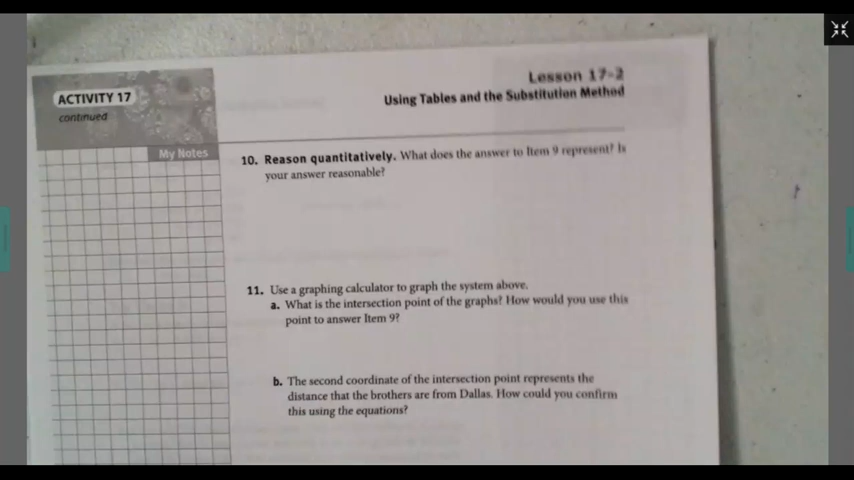 Lesson 17-2
ACTIVITY 17
Using Tables and the Substitution Method
continued
My Notes
10. Reason quantitatively. What does the answer to Item 9 represent? Is
your answer reasonable?
11. Use a graphing calculator to graph the system above.
a. What is the intersection point of the graphs? How would you use this
point to answer Item 9?
b. The second coordinate of the intersection point represents the
distance that the brothers are from Dallas. How could you confirm
this using the equations?